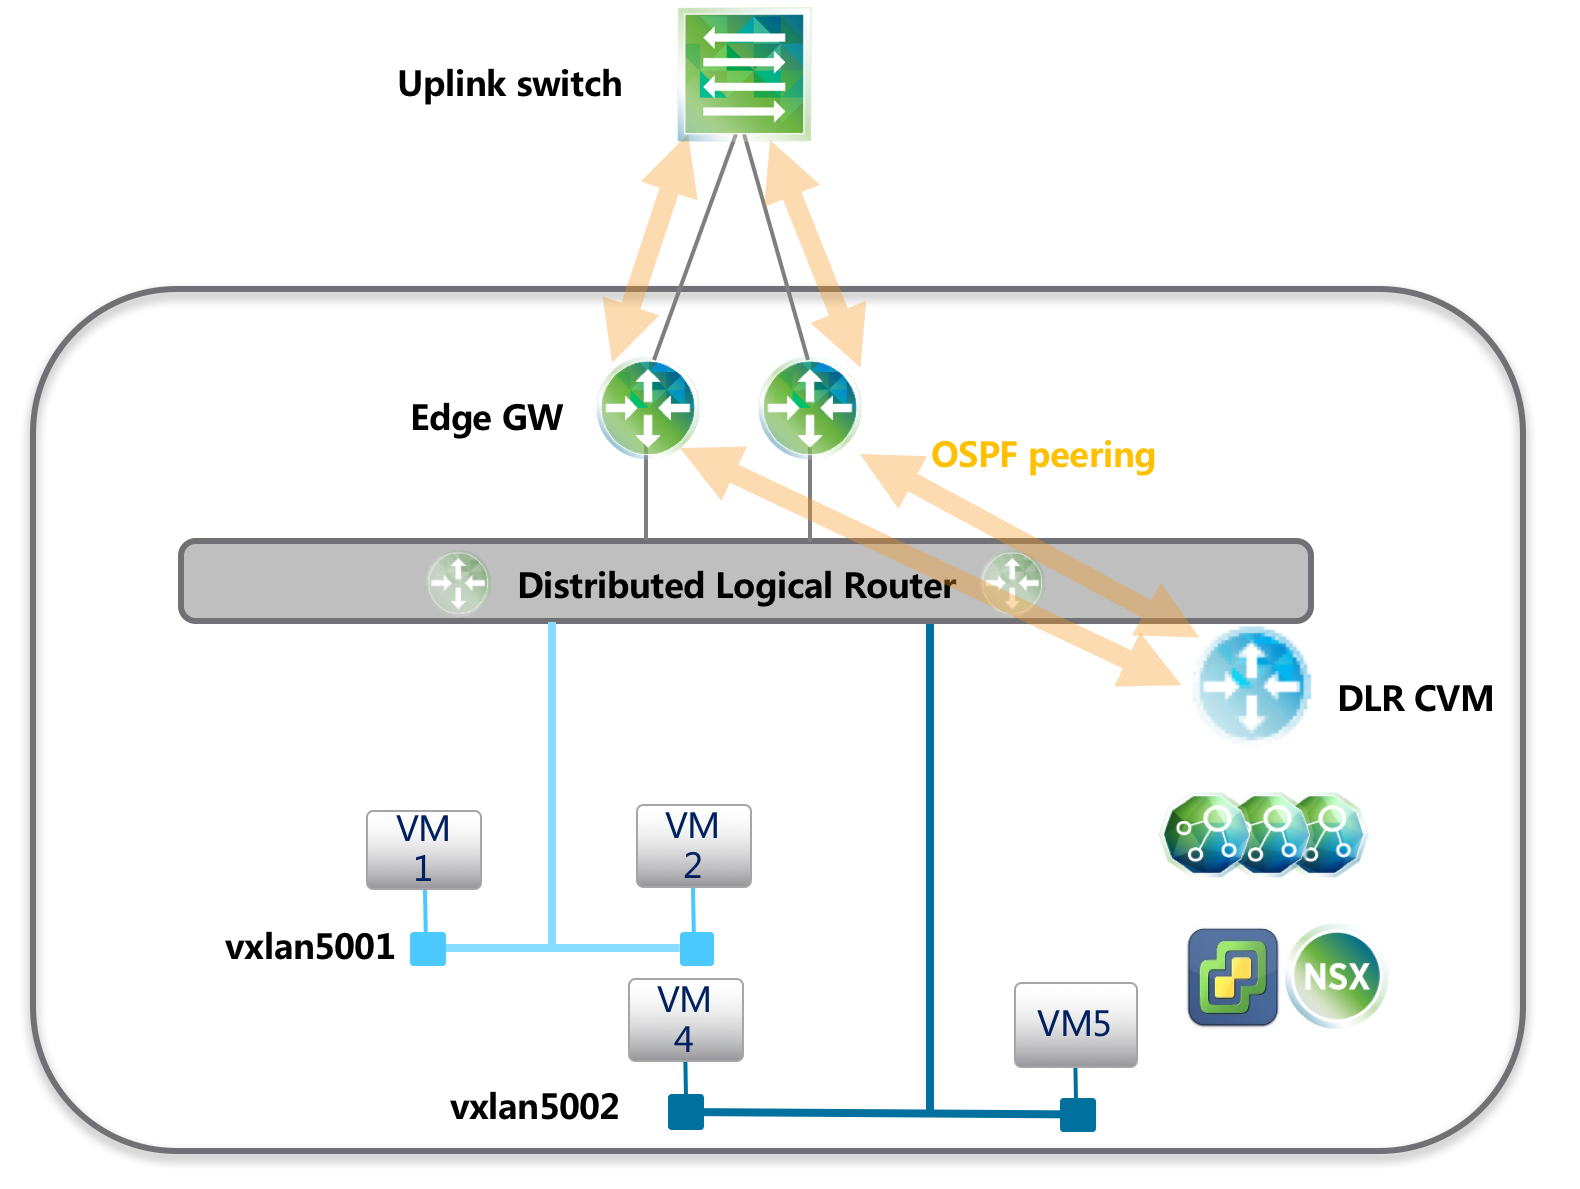 Uplink switch
Edge GW
OSPF peering
Distributed Logical Router
DLR CVM
VM
1
VM
2
vxlan5001
NSX
VM
4
VM5
vxlan5002